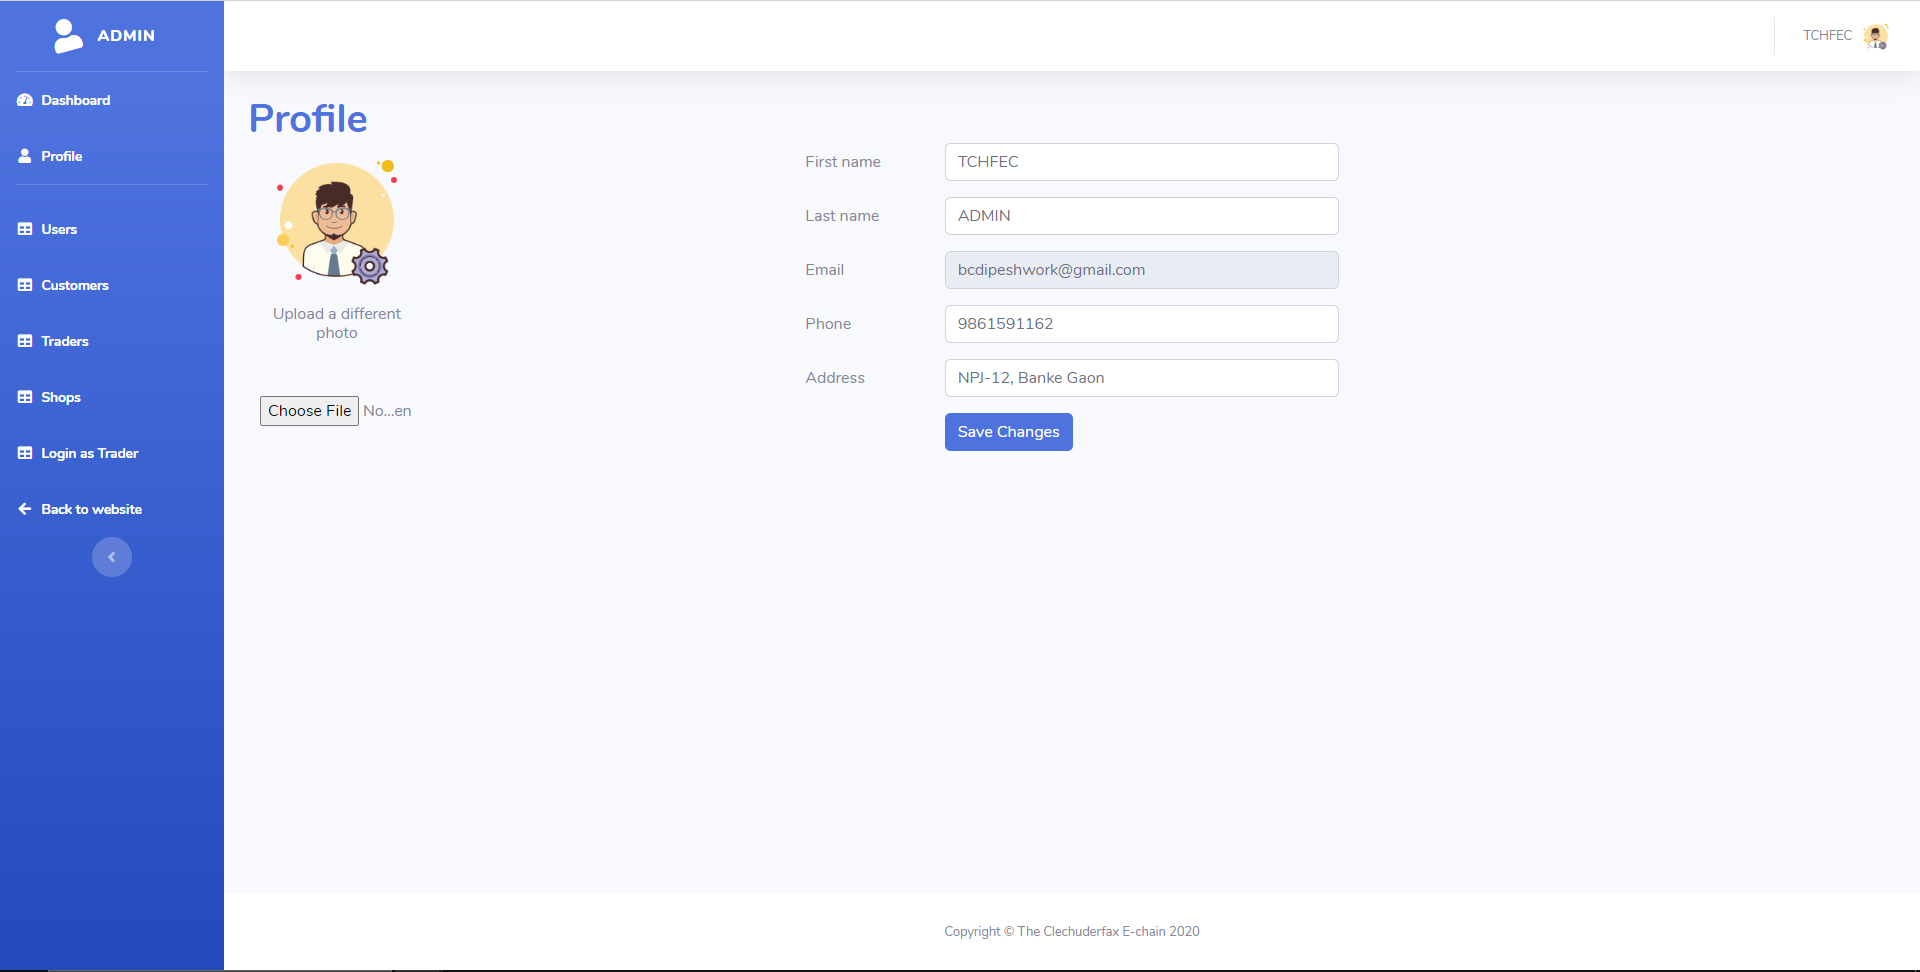 ADMIN
Dashboard
Profile
Users
Customers
Traders
Shops
Login as Trader
Back to website
TCHFEC
Profile
Upload a different
photo
Choose File No...en
First name TCHFEC
Last name ADMIN
Email bcdipeshwork@gmail.com
Phone 9861591162
Address NPJ-12, Banke Gaon
Save Changes
Copyright © The Clechuderfax E-chain 2020